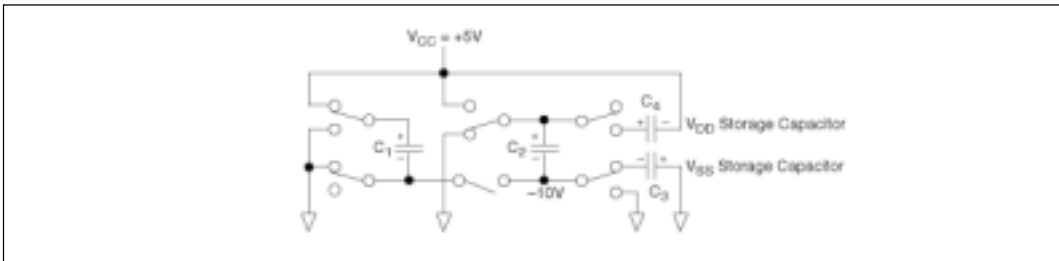 V_CC = +5V
C_4
+ −
V_DD Storage Capacitor
+
C_1
−
+
C_2
−
− +
V_SS Storage Capacitor
−10V
C_3